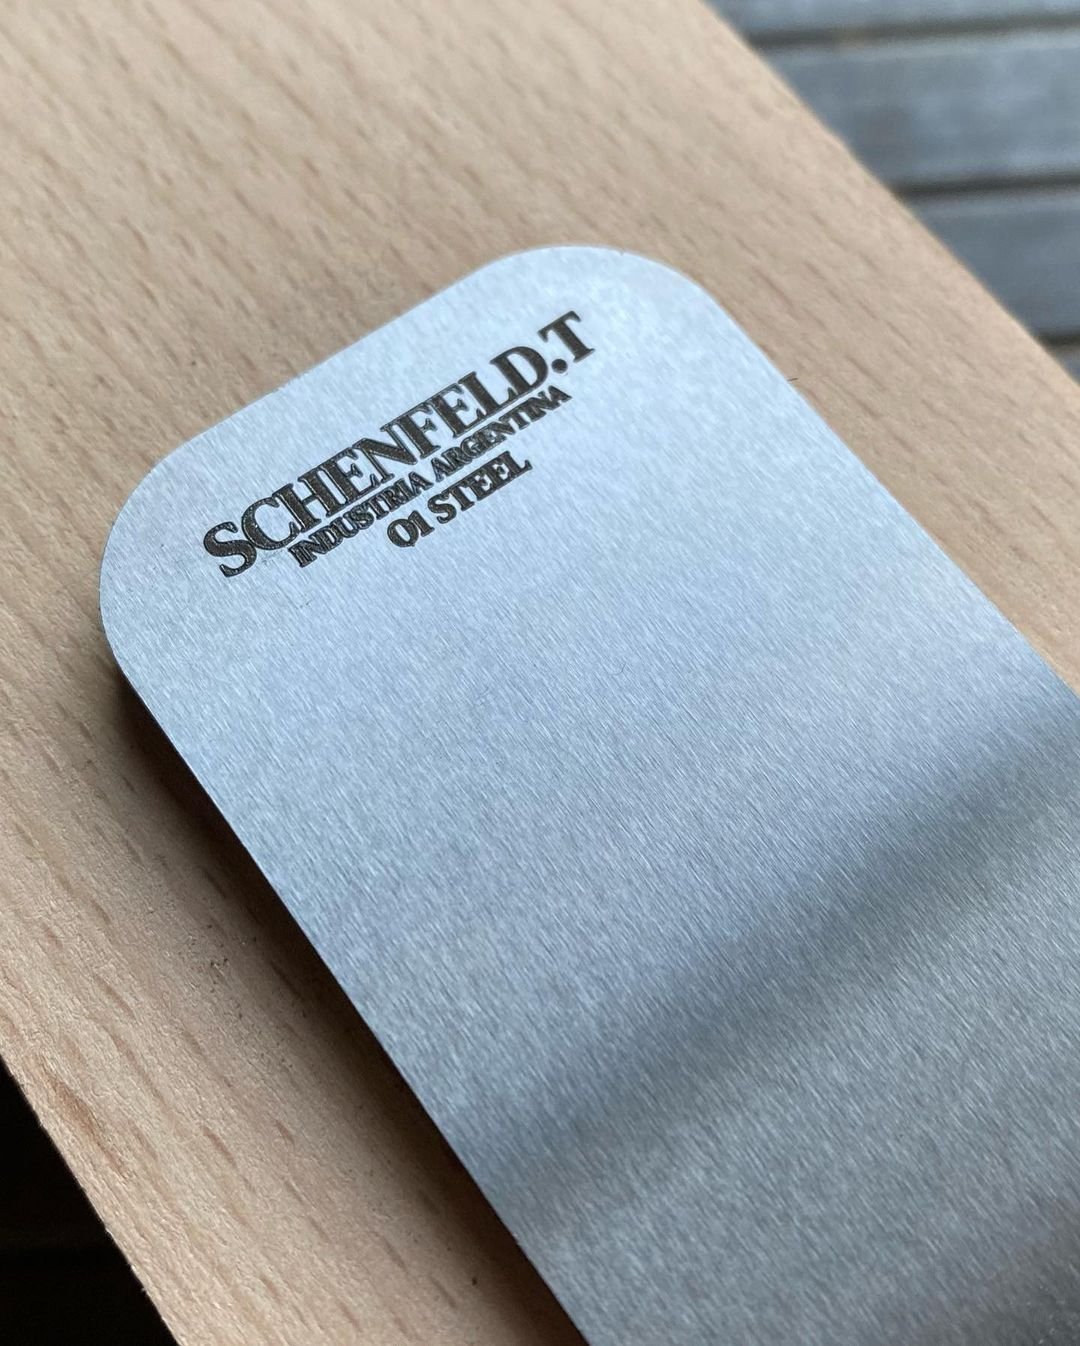 SCHENFELD.T
INDUSTRIA ARGENTINA
O1 STEEL